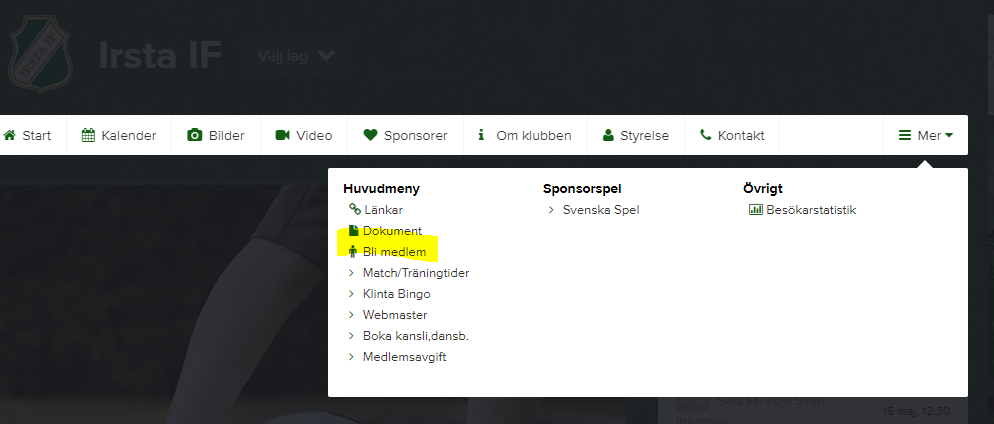 IRSTA IF
Irsta IF
Välj lag
Start Kalender Bilder Video Sponsorer Om klubben Styrelse Kontakt Mer
Huvudmeny
Länkar
Dokument
Bli medlem
Match/Träningtider
Klinta Bingo
Webmaster
Boka kansli,dansb.
Medlemsavgift
Sponsorspel
Svenska Spel
Övrigt
Besökarstatistik
15 maj, 12:30
(hemma)